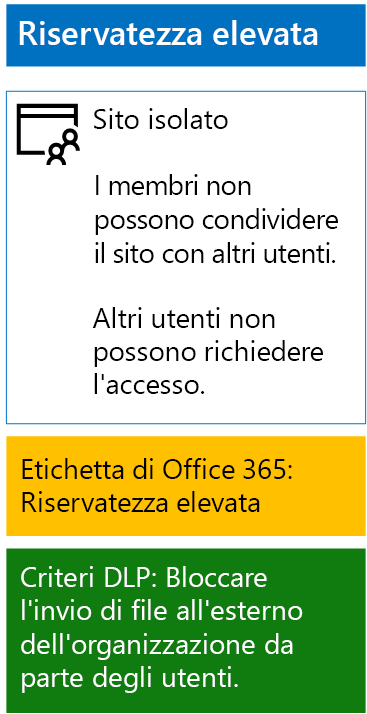 Riservatezza elevata
Sito isolato
I membri non
possono condividere
il sito con altri utenti.
Altri utenti non
possono richiedere
l'accesso.
Etichetta di Office 365:
Riservatezza elevata
Criteri DLP: Bloccare
l'invio di file all'esterno
dell'organizzazione da
parte degli utenti.